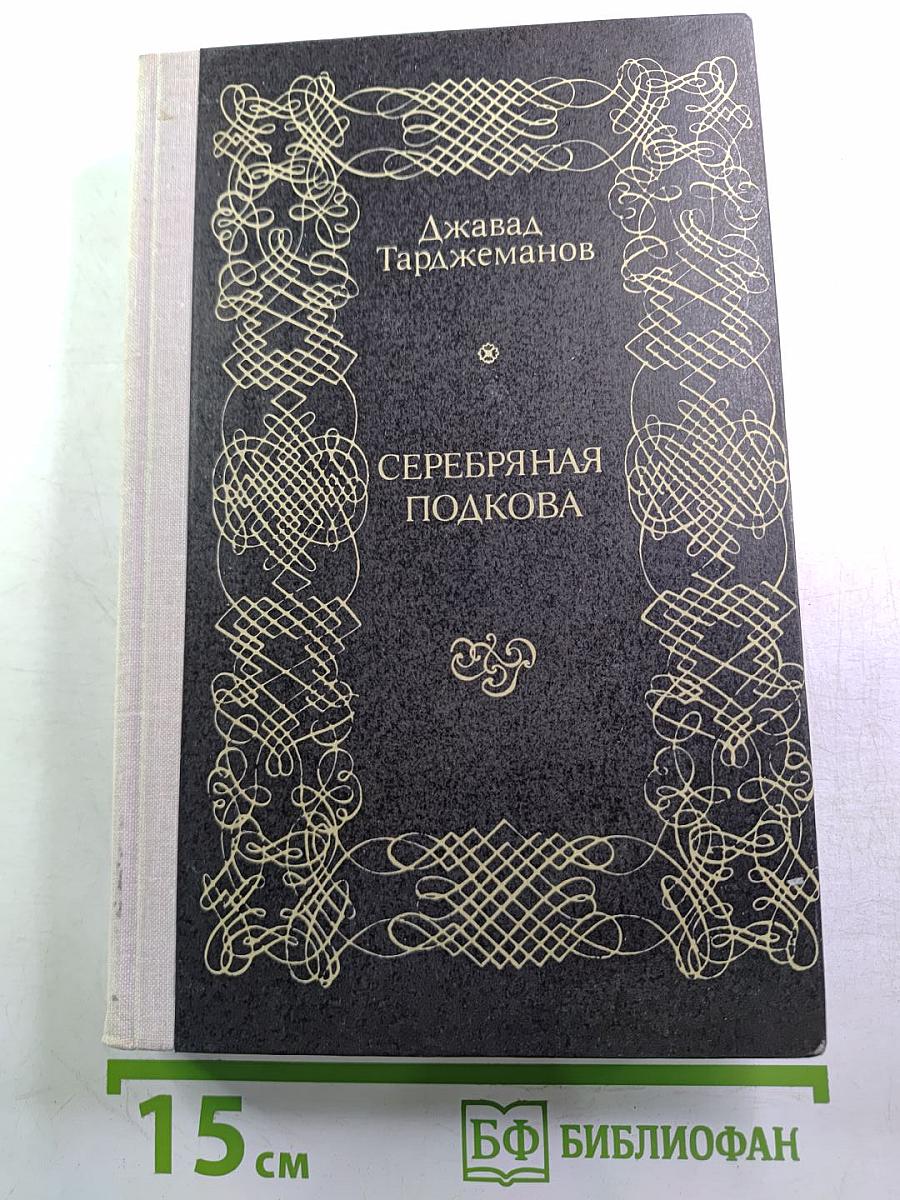 Джавад
Тарджеманов
СЕРЕБРЯНАЯ
ПОДКОВА
15 см
БФ БИБЛИОФАН